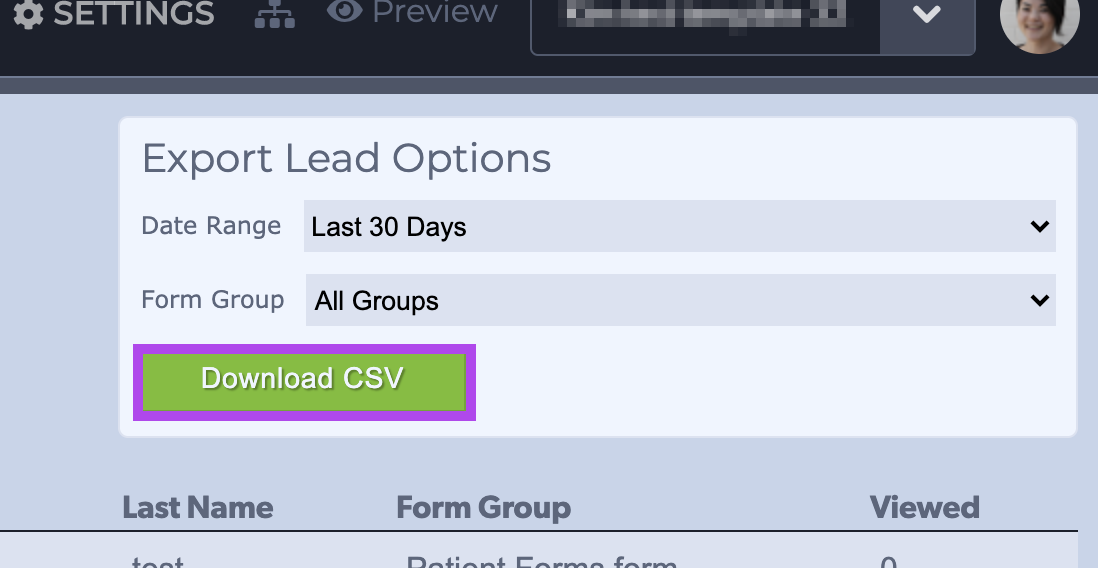 SETTINGS Preview
Export Lead Options
Date Range Last 30 Days
Form Group All Groups
Download CSV
Last Name Form Group Viewed
test Patient Forms form 0